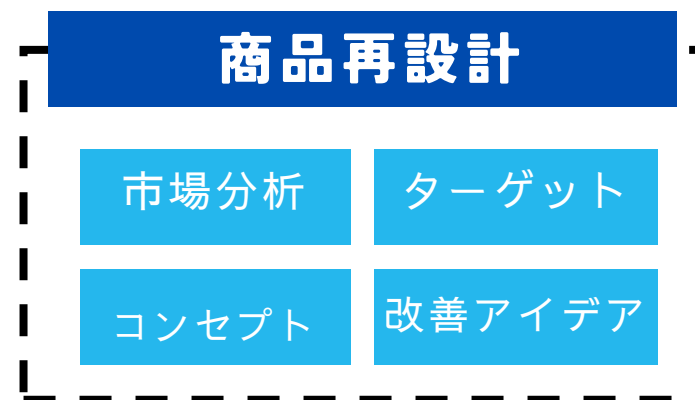 商品再設計
市場分析
ターゲット
コンセプト
改善アイデア